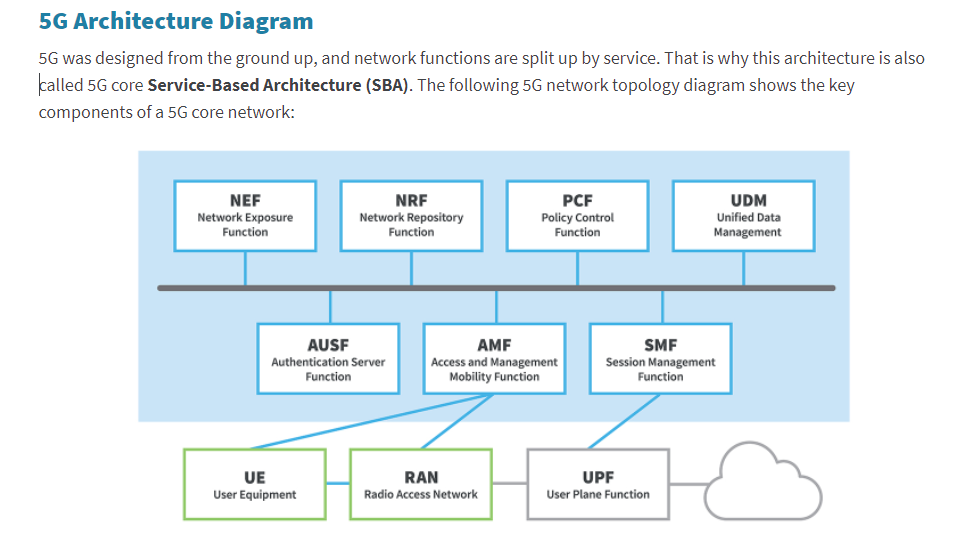 5G Architecture Diagram
5G was designed from the ground up, and network functions are split up by service. That is why this architecture is also
called 5G core Service-Based Architecture (SBA). The following 5G network topology diagram shows the key
components of a 5G core network:
NEF
Network Exposure
Function
NRF
Network Repository
Function
PCF
Policy Control
Function
UDM
Unified Data
Management
AUSF
Authentication Server
Function
AMF
Access and Management
Mobility Function
SMF
Session Management
Function
UE
User Equipment
RAN
Radio Access Network
UPF
User Plane Function